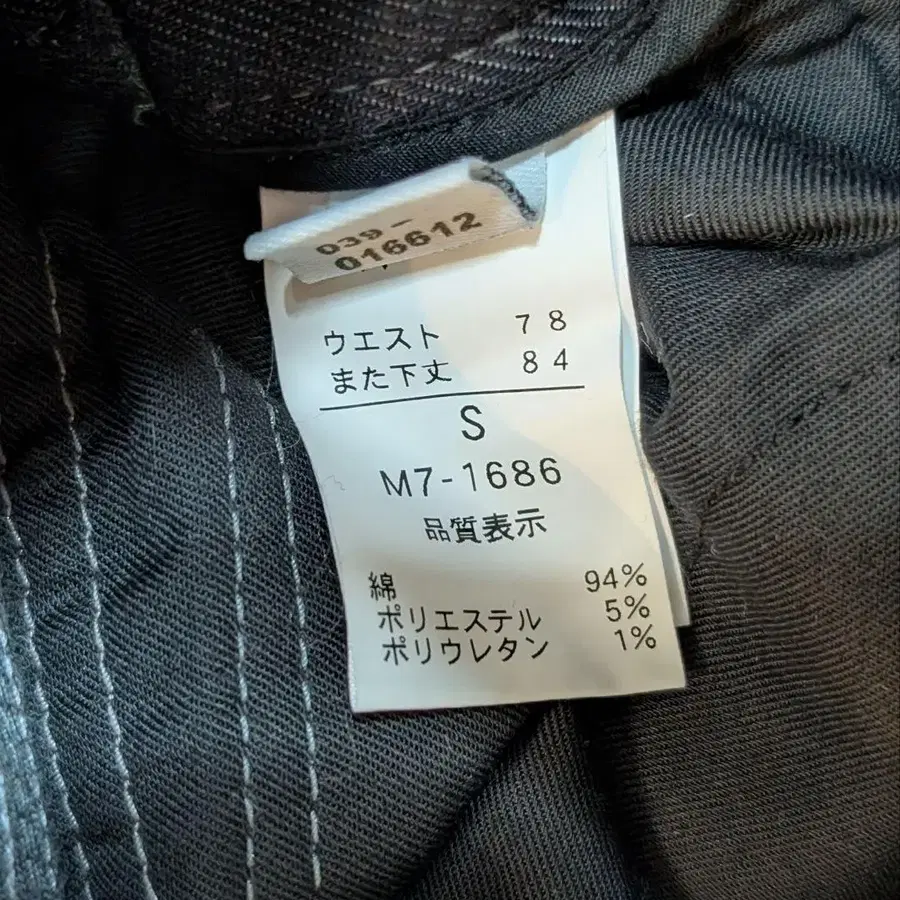 039-
016612
ウエスト 78
また下丈 84
S
M7-1686
品質表示
綿 94%
ポリエステル 5%
ポリウレタン 1%